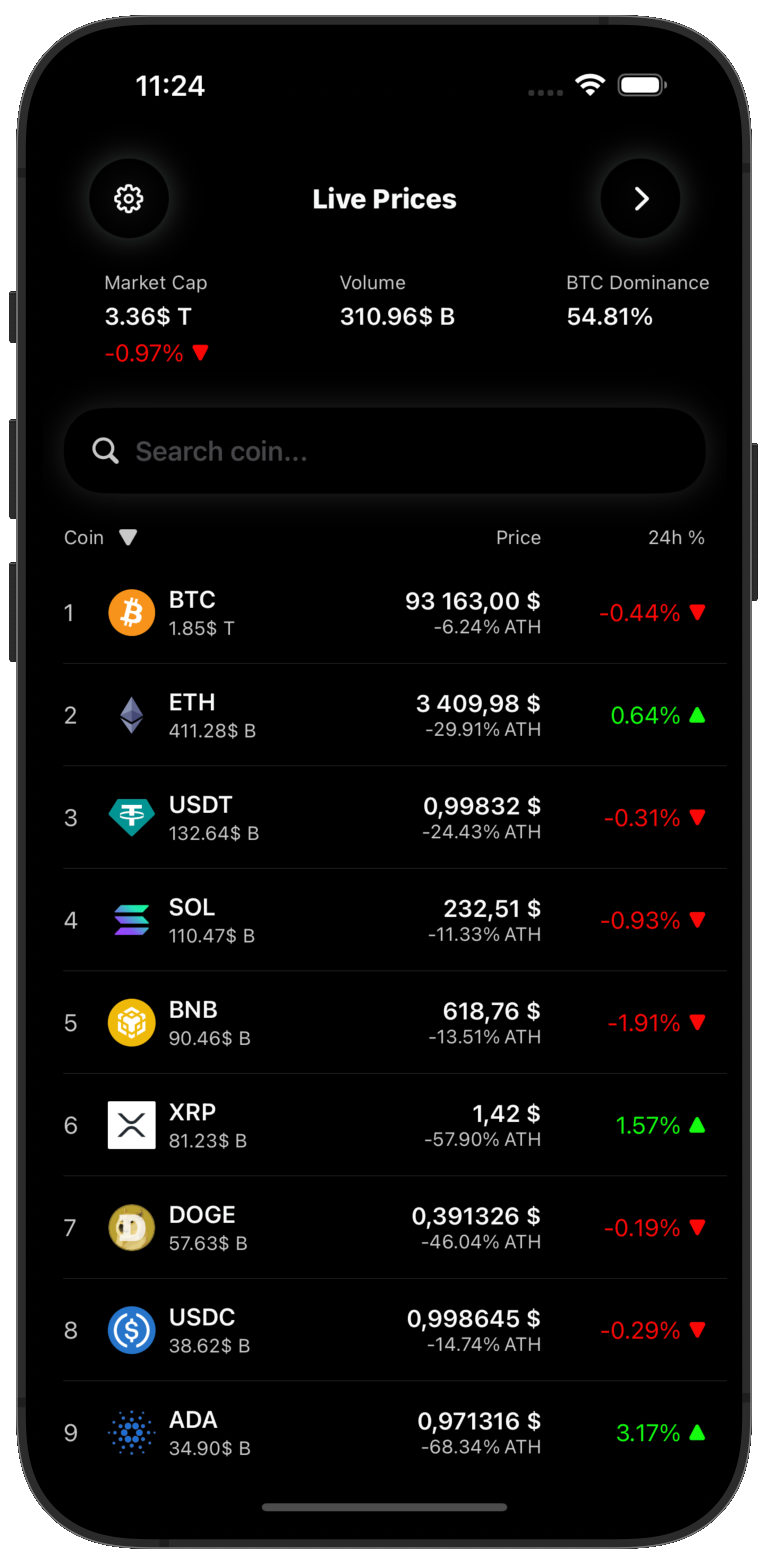 11:24
Live Prices
Market Cap Volume BTC Dominance
3.36$ T 310.96$ B 54.81%
-0.97%
Search coin...
Coin Price 24h %
1 BTC 93 163,00 $ -0.44%
1.85$ T -6.24% ATH
2 ETH 3 409,98 $ 0.64%
411.28$ B -29.91% ATH
3 USDT 0,99832 $ -0.31%
132.64$ B -24.43% ATH
4 SOL 232,51 $ -0.93%
110.47$ B -11.33% ATH
5 BNB 618,76 $ -1.91%
90.46$ B -13.51% ATH
6 XRP 1,42 $ 1.57%
81.23$ B -57.90% ATH
7 DOGE 0,391326 $ -0.19%
57.63$ B -46.04% ATH
8 USDC 0,998645 $ -0.29%
38.62$ B -14.74% ATH
9 ADA 0,971316 $ 3.17%
34.90$ B -68.34% ATH